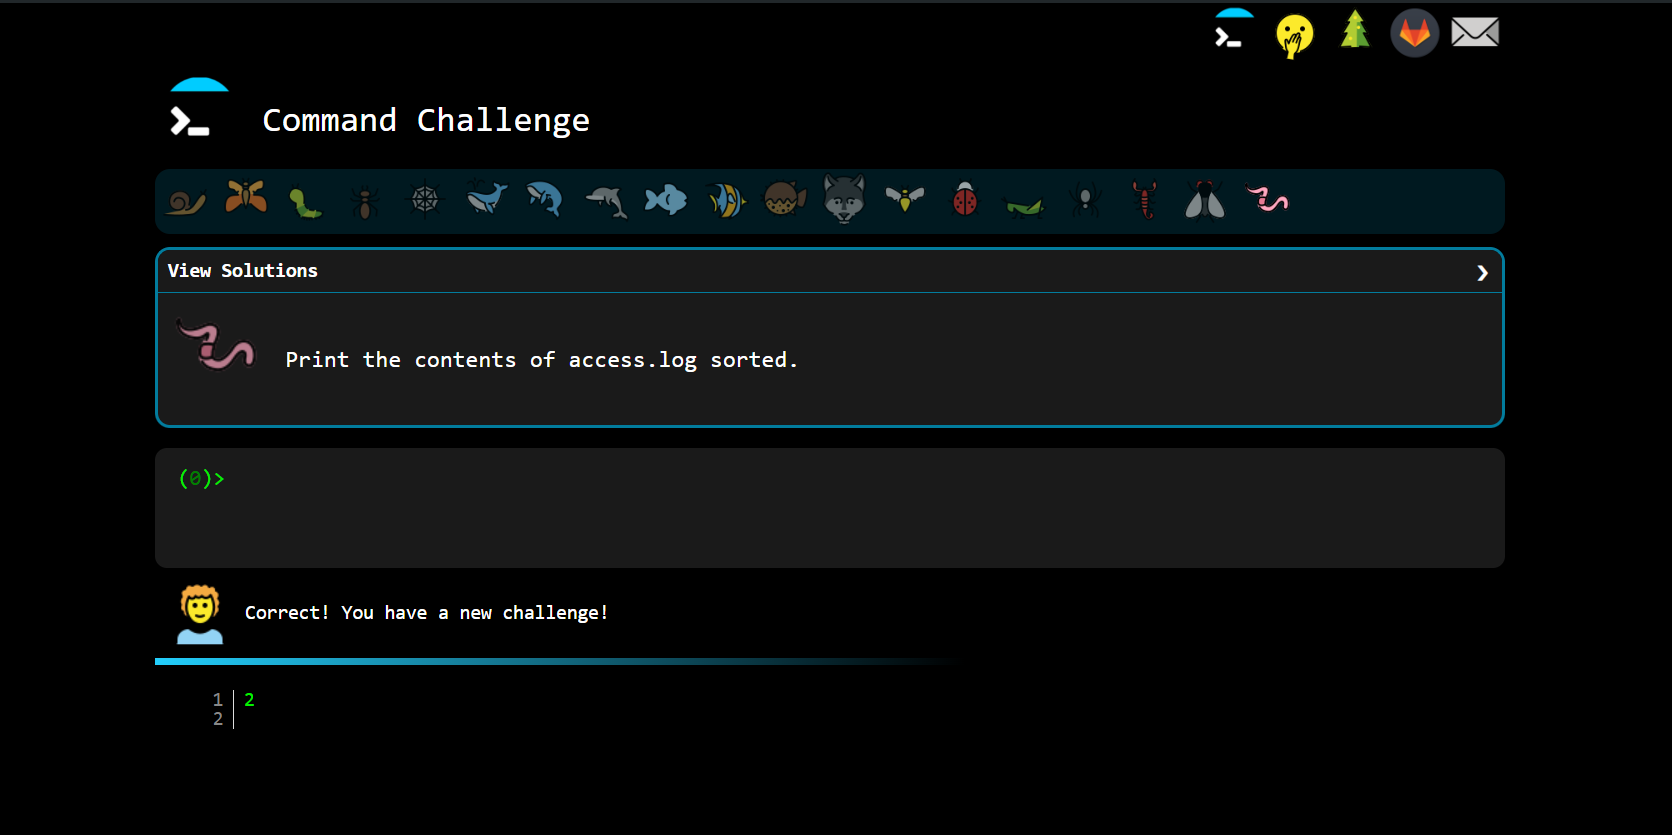 Command Challenge
View Solutions
Print the contents of access.log sorted.
(0)>
Correct! You have a new challenge!
1 2
2